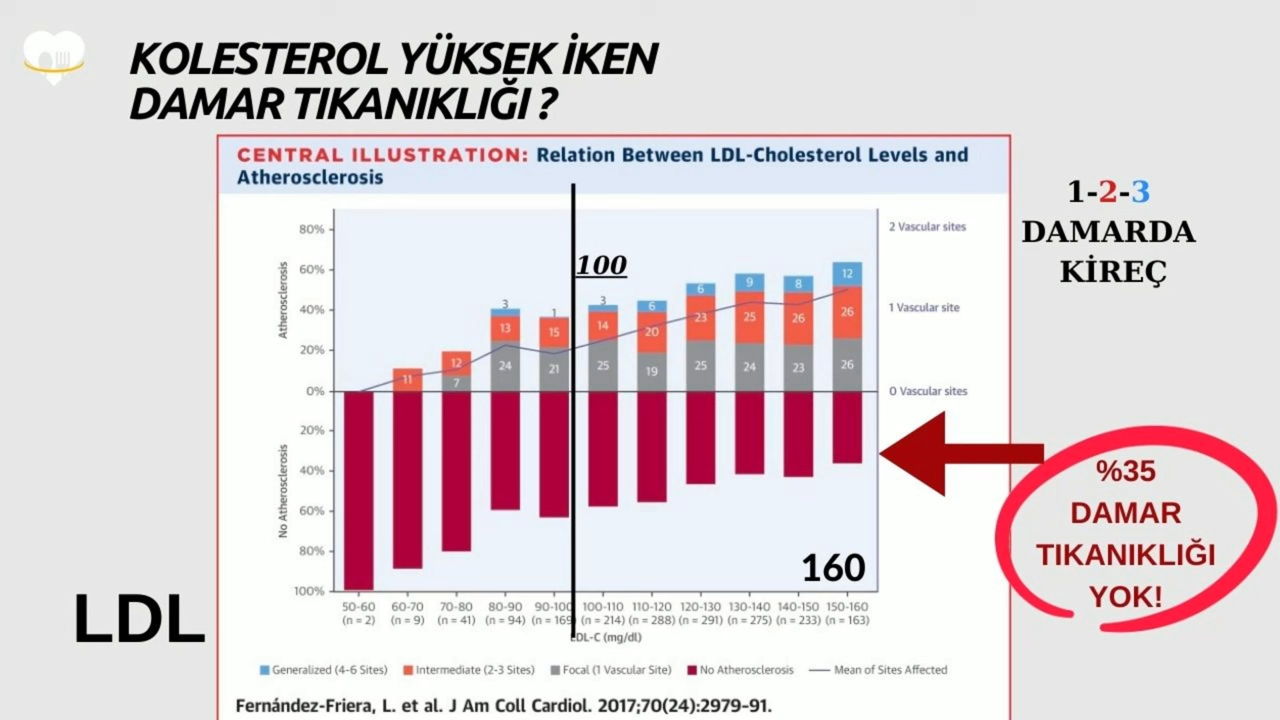 KOLESTEROL YÜKSEK İKEN
DAMAR TIKANIKLIĞI ?
CENTRAL ILLUSTRATION: Relation Between LDL-Cholesterol Levels and
Atherosclerosis
1-2-3
DAMARDA
KİREÇ
100
Atherosclerosis
No Atherosclerosis
80%
60%
40%
20%
0%
20%
40%
60%
80%
100%
2 Vascular sites
1 Vascular site
0 Vascular sites
11
12
7
3
13
24
1
15
21
3
14
25
6
20
19
6
23
25
9
25
24
8
26
23
12
26
26
%35
DAMAR
TIKANIKLIĞI
YOK!
160
LDL
50-60 60-70 70-80 80-90 90-100 100-110 110-120 120-130 130-140 140-150 150-160
(n = 2) (n = 9) (n = 41) (n = 94) (n = 169) (n = 214) (n = 288) (n = 291) (n = 275) (n = 233) (n = 163)
LDL-C (mg/dl)
Generalized (4-6 Sites) Intermediate (2-3 Sites) Focal (1 Vascular Site) No Atherosclerosis Mean of Sites Affected
Fernández-Friera, L. et al. J Am Coll Cardiol. 2017;70(24):2979-91.